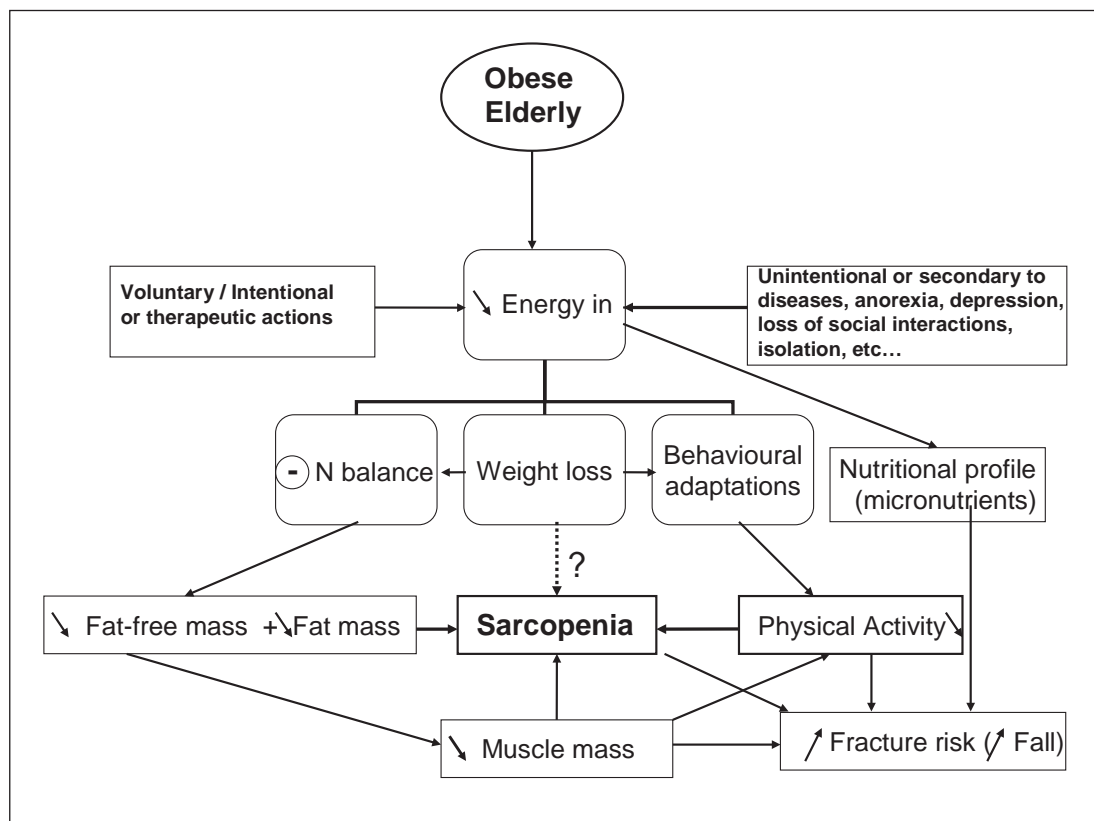 Obese
Elderly
Voluntary / Intentional
or therapeutic actions
↘ Energy in
Unintentional or secondary to
diseases, anorexia, depression,
loss of social interactions,
isolation, etc…
- N balance
Weight loss
Behavioural
adaptations
Nutritional profile
(micronutrients)
?
↘ Fat-free mass +↘Fat mass
Sarcopenia
Physical Activity↘
↘ Muscle mass
↗ Fracture risk (↗ Fall)